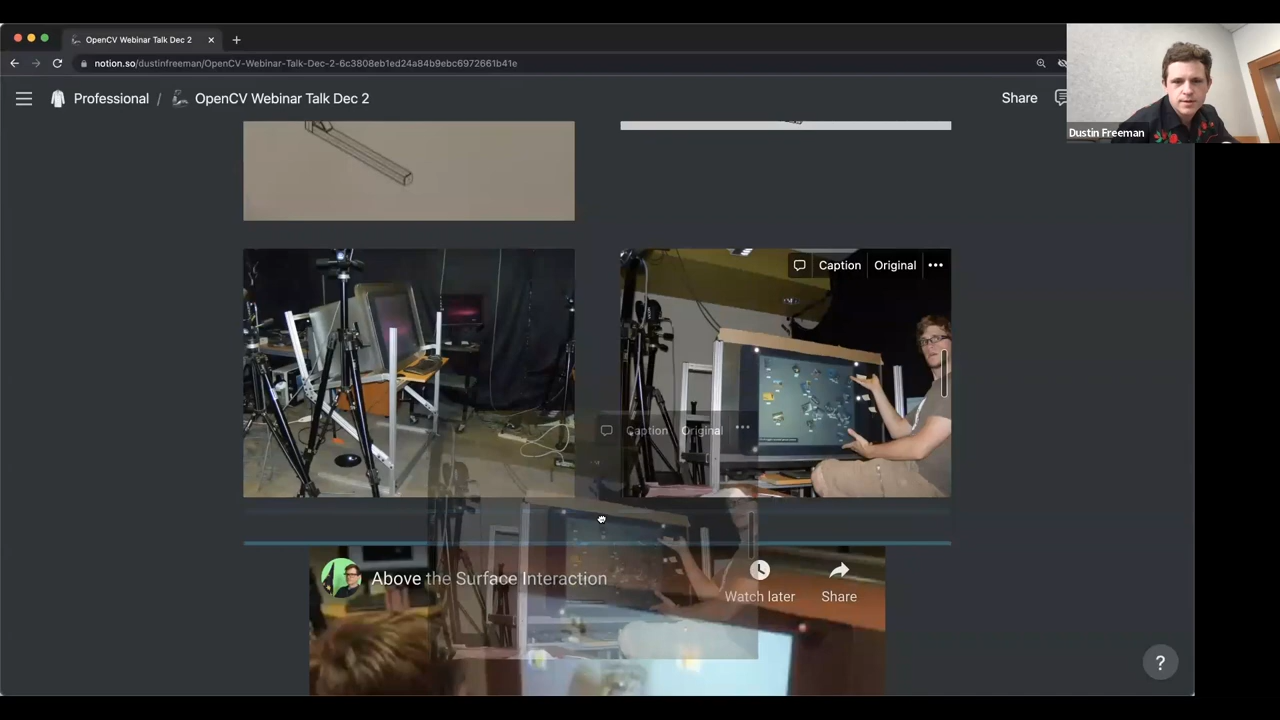 OpenCV Webinar Talk Dec 2
notion.so/dustinfreeman/OpenCV-Webinar-Talk-Dec-2-6c3808eb1ed24a84b9ebc6972661b41e
Professional / OpenCV Webinar Talk Dec 2
Share
Dustin Freeman
Caption Original
Caption Original
Above the Surface Interaction
Watch later
Share
?